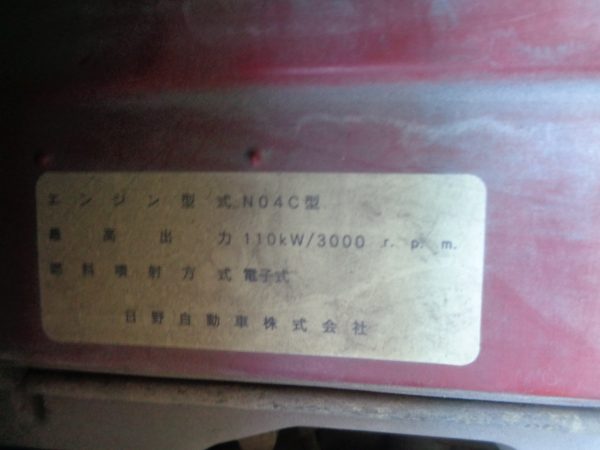 エンジン型式 N04C型
最高出力 110kW/3000 r.p.m.
燃料噴射方式 電子式
日野自動車株式会社